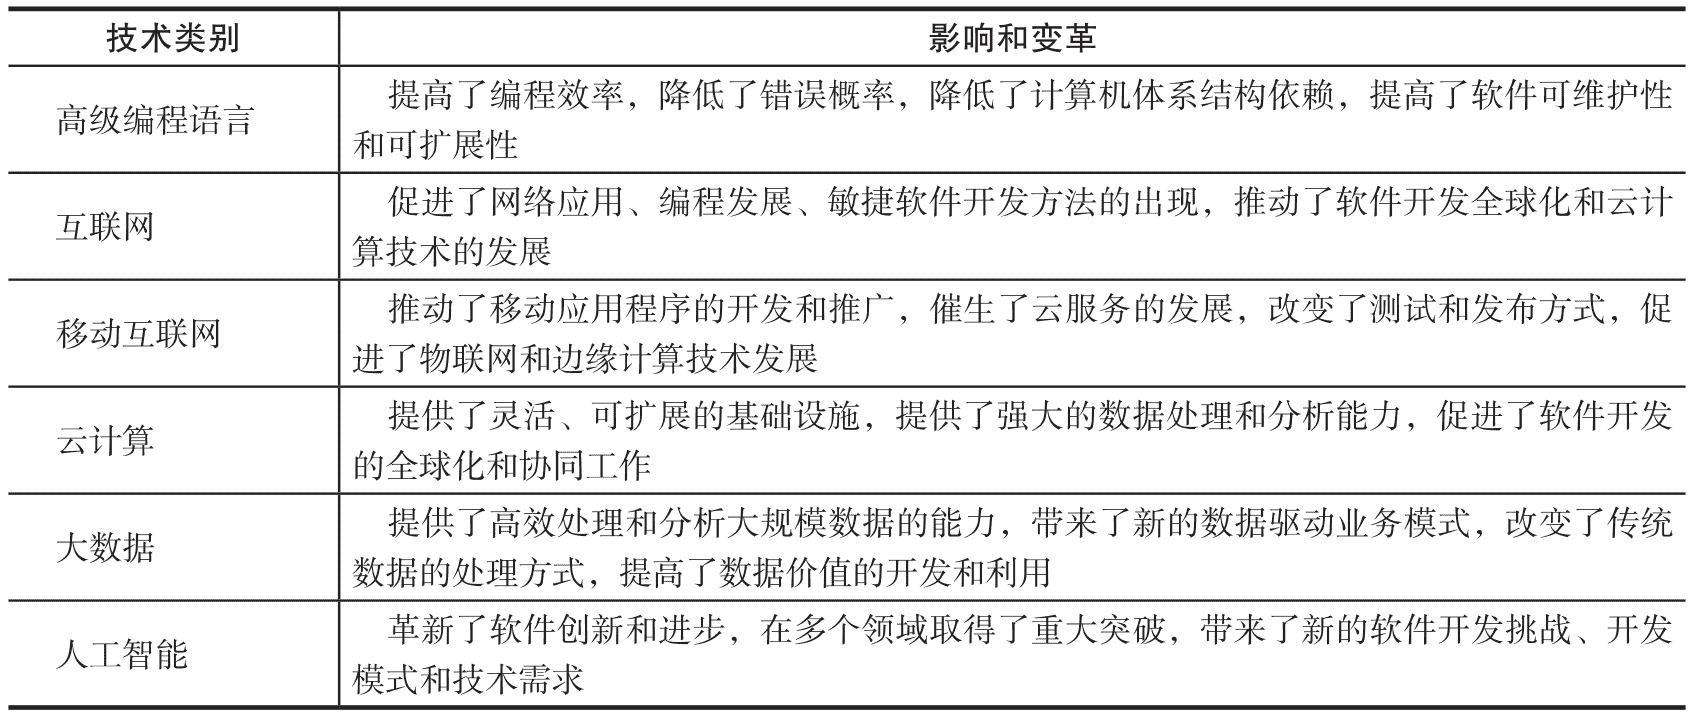 技术类别
影响和变革
高级编程语言
提高了编程效率，降低了错误概率，降低了计算机体系结构依赖，提高了软件可维护性
和可扩展性
互联网
促进了网络应用、编程发展、敏捷软件开发方法的出现，推动了软件开发全球化和云计
算技术的发展
移动互联网
推动了移动应用程序的开发和推广，催生了云服务的发展，改变了测试和发布方式，促
进了物联网和边缘计算技术发展
云计算
提供了灵活、可扩展的基础设施，提供了强大的数据处理和分析能力，促进了软件开发
的全球化和协同工作
大数据
提供了高效处理和分析大规模数据的能力，带来了新的数据驱动业务模式，改变了传统
数据的处理方式，提高了数据价值的开发和利用
人工智能
革新了软件创新和进步，在多个领域取得了重大突破，带来了新的软件开发挑战、开发
模式和技术需求